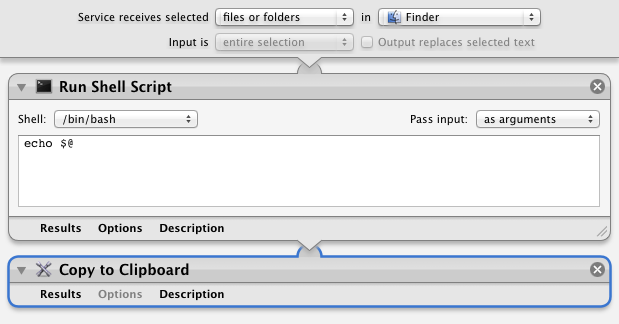 Service receives selected files or folders in Finder
Input is entire selection Output replaces selected text
Run Shell Script
Shell: /bin/bash Pass input: as arguments
echo $@
Results Options Description
Copy to Clipboard
Results Options Description